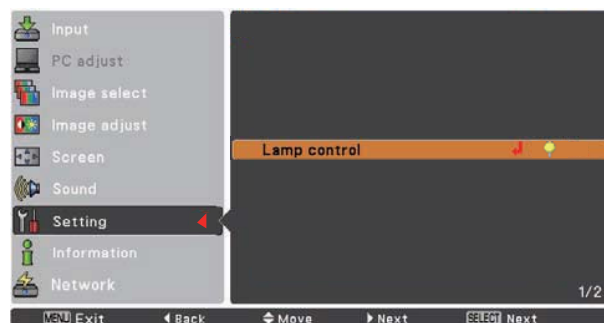 Input
PC adjust
Image select
Image adjust
Screen
Sound
Setting
Information
Network
Lamp control
1/2
MENU Exit Back Move Next SELECT Next